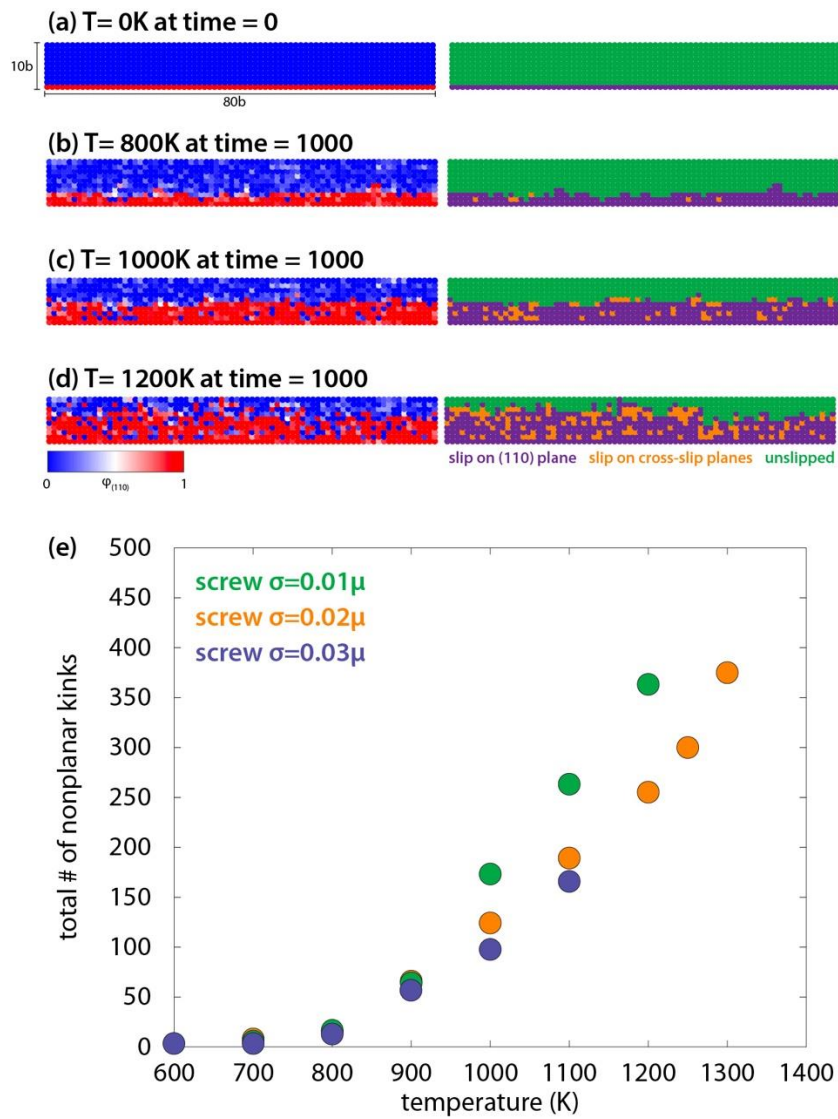 (a) T= 0K at time = 0
10b
80b
(b) T= 800K at time = 1000
(c) T= 1000K at time = 1000
(d) T= 1200K at time = 1000
0 φ(110) 1
slip on (110) plane slip on cross-slip planes unslipped
(e)
500
450
400
350
300
250
200
150
100
50
0
total # of nonplanar kinks
screw σ=0.01μ
screw σ=0.02μ
screw σ=0.03μ
600 700 800 900 1000 1100 1200 1300 1400
temperature (K)